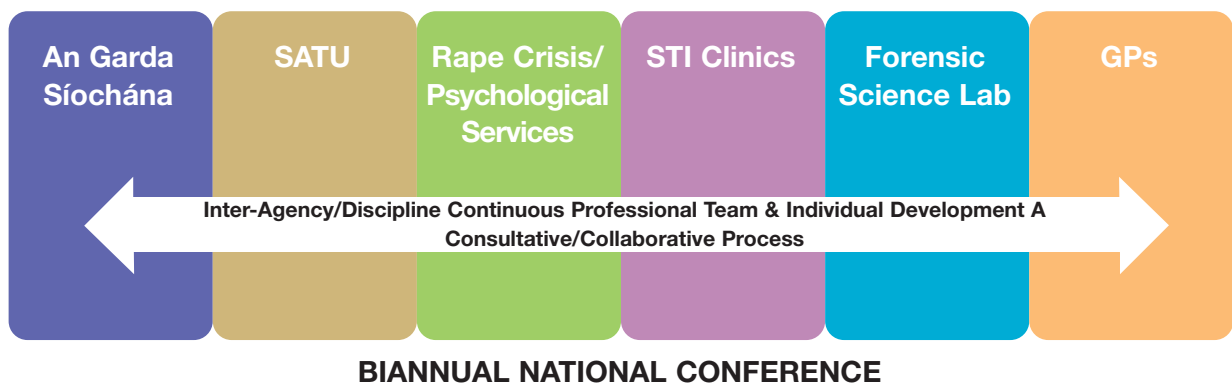 An Garda
Síochána
SATU
Rape Crisis/
Psychological
Services
STI Clinics
Forensic
Science Lab
GPs
Inter-Agency/Discipline Continuous Professional Team & Individual Development A
Consultative/Collaborative Process
BIANNUAL NATIONAL CONFERENCE